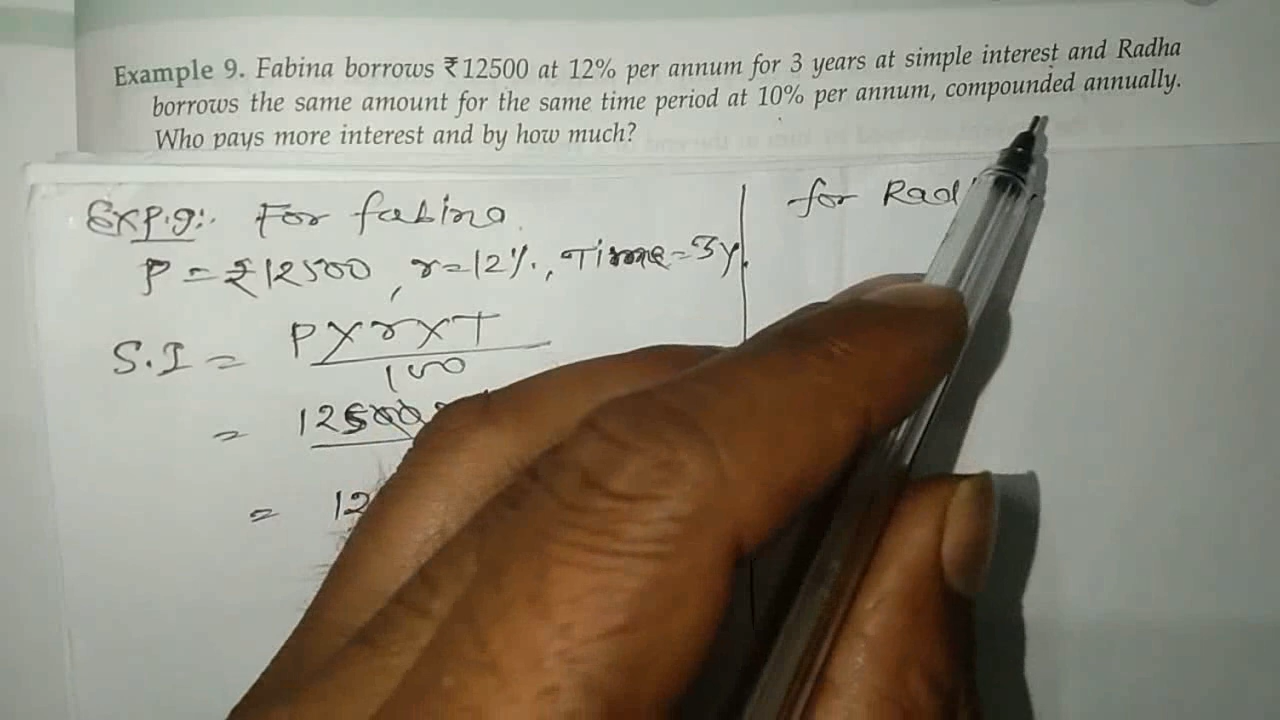 Example 9. Fabina borrows ₹12500 at 12% per annum for 3 years at simple interest and Radha
borrows the same amount for the same time period at 10% per annum, compounded annually.
Who pays more interest and by how much?
Exp.9:- For fabina
P = ₹12500, r=12%, Time=3y
S.I = P×r×T
100
= 12500
= 12
for Rad